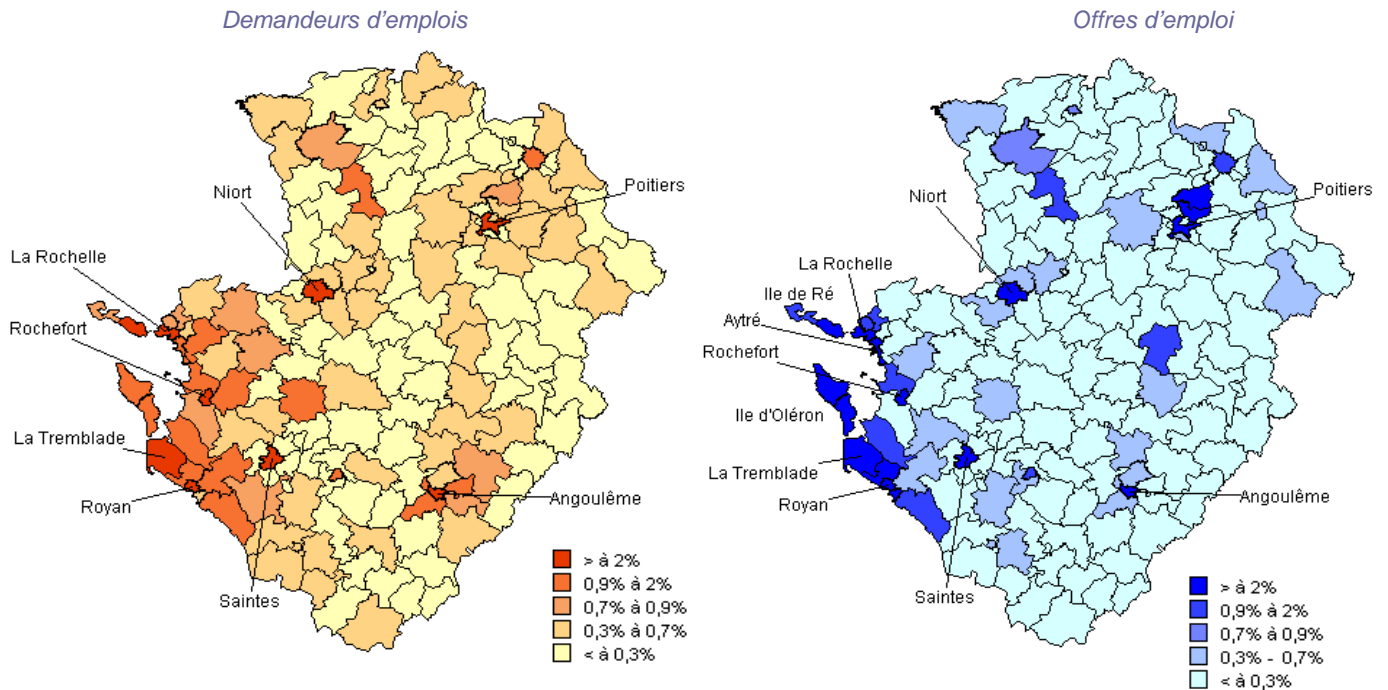 Demandeurs d'emplois
Niort
Poitiers
La Rochelle
Rochefort
La Tremblade
Royan
Saintes
Angoulême
> à 2%
0,9% à 2%
0,7% à 0,9%
0,3% à 0,7%
< à 0,3%
Offres d'emploi
Poitiers
Niort
La Rochelle
Ile de Ré
Aytré
Rochefort
Ile d'Oléron
La Tremblade
Royan
Saintes
Angoulême
> à 2%
0,9% à 2%
0,7% à 0,9%
0,3% - 0,7%
< à 0,3%